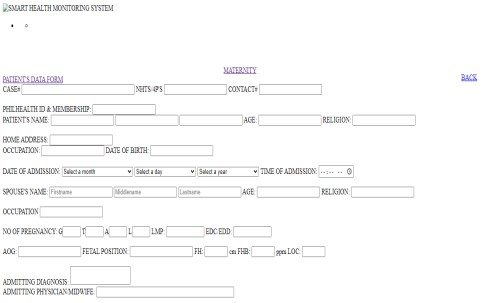 SMART HEALTH MONITORING SYSTEM
MATERNITY
PATIENT'S DATA FORM
BACK
CASE# NHTS/4P'S CONTACT#
PHILHEALTH ID & MEMBERSHIP:
PATIENT'S NAME: AGE: RELIGION:
HOME ADDRESS:
OCCUPATION: DATE OF BIRTH:
DATE OF ADMISSION: Select a month Select a day Select a year TIME OF ADMISSION: --:-- --
SPOUSE'S NAME: Firstname Middlename Lastname AGE: RELIGION:
OCCUPATION
NO OF PREGNANCY: G T A L LMP: EDC/EDD:
AOG: FETAL POSITION: FH: cm FHB: ppm LOC:
ADMITTING DIAGNOSIS:
ADMITTING PHYSICIAN/MIDWIFE: